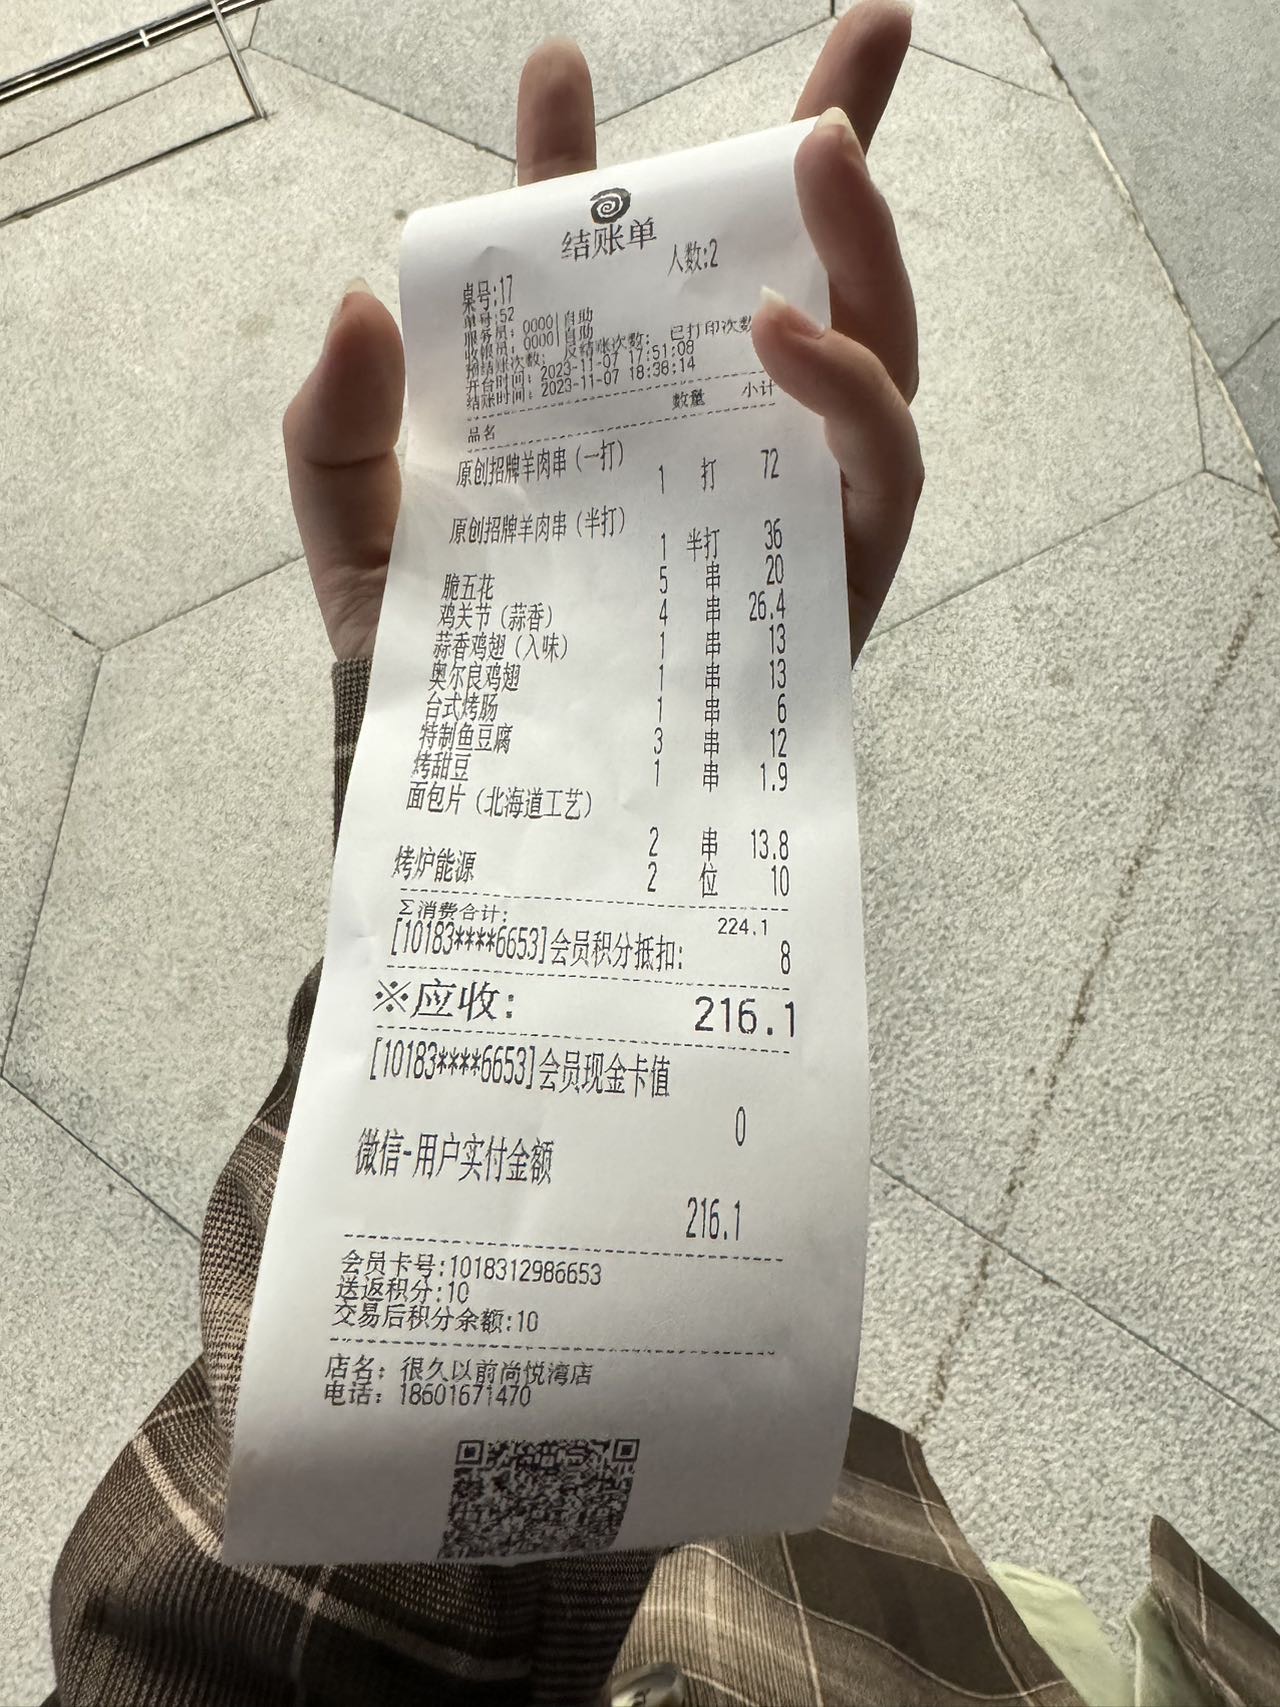 结账单
桌号:17 人数:2
单号:52
服务员: 0000|自助
收银员: 0000|自助
预结账次数: 反结账次数: 已打印次数
开台时间: 2023-11-07 17:51:08
结账时间: 2023-11-07 18:38:14
品名 数量 小计
原创招牌羊肉串(一打)
1 打 72
原创招牌羊肉串(半打)
1 半打 36
脆五花 5 串 20
鸡关节(蒜香) 4 串 26.4
蒜香鸡翅(入味) 1 串 13
奥尔良鸡翅 1 串 13
台式烤肠 1 串 6
特制鱼豆腐 3 串 12
烤甜豆 1 串 1.9
面包片(北海道工艺)
2 串 13.8
烤炉能源 2 位 10
Σ消费合计: 224.1
[10183****6653]会员积分抵扣: 8
※应收: 216.1
[10183****6653]会员现金卡值
0
微信-用户实付金额
216.1
会员卡号:1018312986653
送返积分:10
交易后积分余额:10
店名: 很久以前尚悦湾店
电话: 18601671470